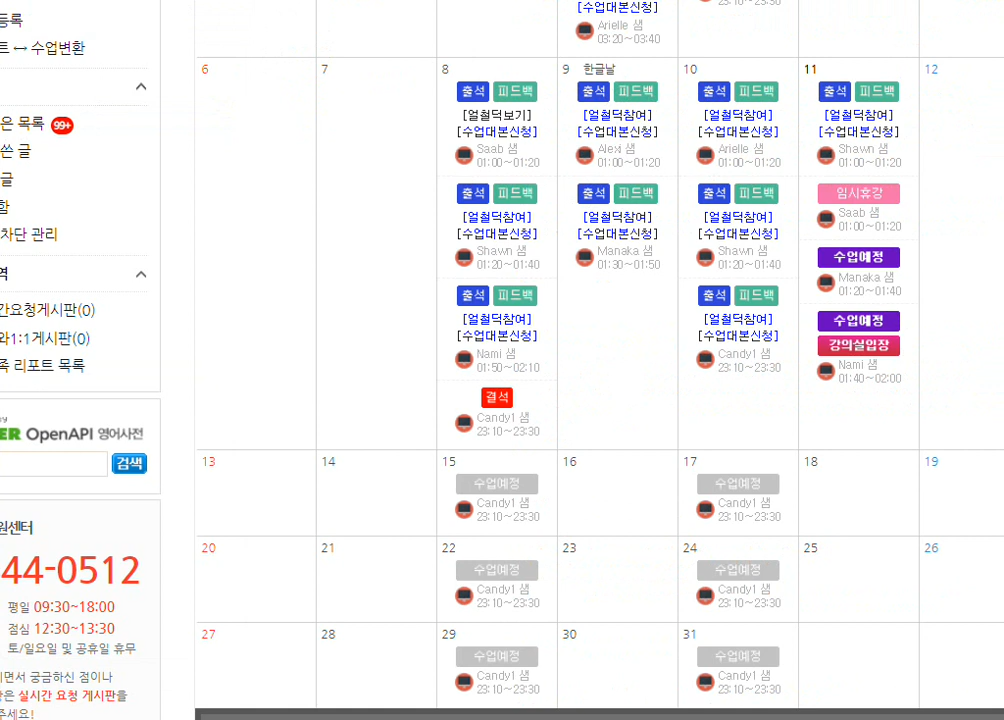 등록
트 ↔ 수업변환
은 목록 99+
쓴 글
글
함
차단 관리
역
간요청게시판(0)
와1:1게시판(0)
족 리포트 목록
ER OpenAPI 영어사전
검색
원센터
44-0512
평일 09:30~18:00
점심 12:30~13:30
토/일요일 및 공휴일 휴무
면서 궁금하신 점이나
은 실시간 요청 게시판을
주세요!
[수업대본신청]
Arielle 샘
03:20~03:40
23:10~23:30
6
7
8
출석 피드백
[얼철덕보기]
[수업대본신청]
Saab 샘
01:00~01:20
출석 피드백
[얼철덕참여]
[수업대본신청]
Shawn 샘
01:20~01:40
출석 피드백
[얼철덕참여]
[수업대본신청]
Nami 샘
01:50~02:10
결석
Candy1 샘
23:10~23:30
9 한글날
출석 피드백
[얼철덕참여]
[수업대본신청]
Alexi 샘
01:00~01:20
출석 피드백
[얼철덕참여]
[수업대본신청]
Manaka 샘
01:30~01:50
10
출석 피드백
[얼철덕참여]
[수업대본신청]
Arielle 샘
01:00~01:20
출석 피드백
[얼철덕참여]
[수업대본신청]
Shawn 샘
01:20~01:40
출석 피드백
[얼철덕참여]
[수업대본신청]
Candy1 샘
23:10~23:30
11
출석 피드백
[얼철덕참여]
[수업대본신청]
Shawn 샘
01:00~01:20
임시휴강
Saab 샘
01:00~01:20
수업예정
Manaka 샘
01:20~01:40
수업예정
강의실입장
Nami 샘
01:40~02:00
12
13
14
15
수업예정
Candy1 샘
23:10~23:30
16
17
수업예정
Candy1 샘
23:10~23:30
18
19
20
21
22
수업예정
Candy1 샘
23:10~23:30
23
24
수업예정
Candy1 샘
23:10~23:30
25
26
27
28
29
수업예정
Candy1 샘
23:10~23:30
30
31
수업예정
Candy1 샘
23:10~23:30